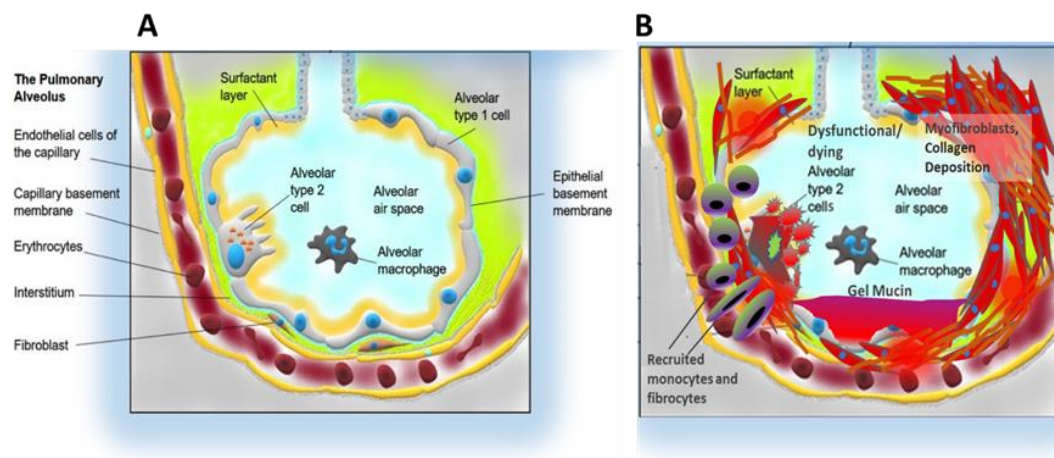 A
The Pulmonary
Alveolus
Endothelial cells of
the capillary
Capillary basement
membrane
Erythrocytes
Interstitium
Fibroblast
Surfactant
layer
Alveolar
type 1 cell
Alveolar
type 2
cell
Alveolar
air space
Alveolar
macrophage
Epithelial
basement
membrane
B
Surfactant
layer
Dysfunctional/
dying
Alveolar
type 2
cells
Myofibroblasts,
Collagen
Deposition
Alveolar
air space
Alveolar
macrophage
Gel Mucin
Recruited
monocytes and
fibrocytes